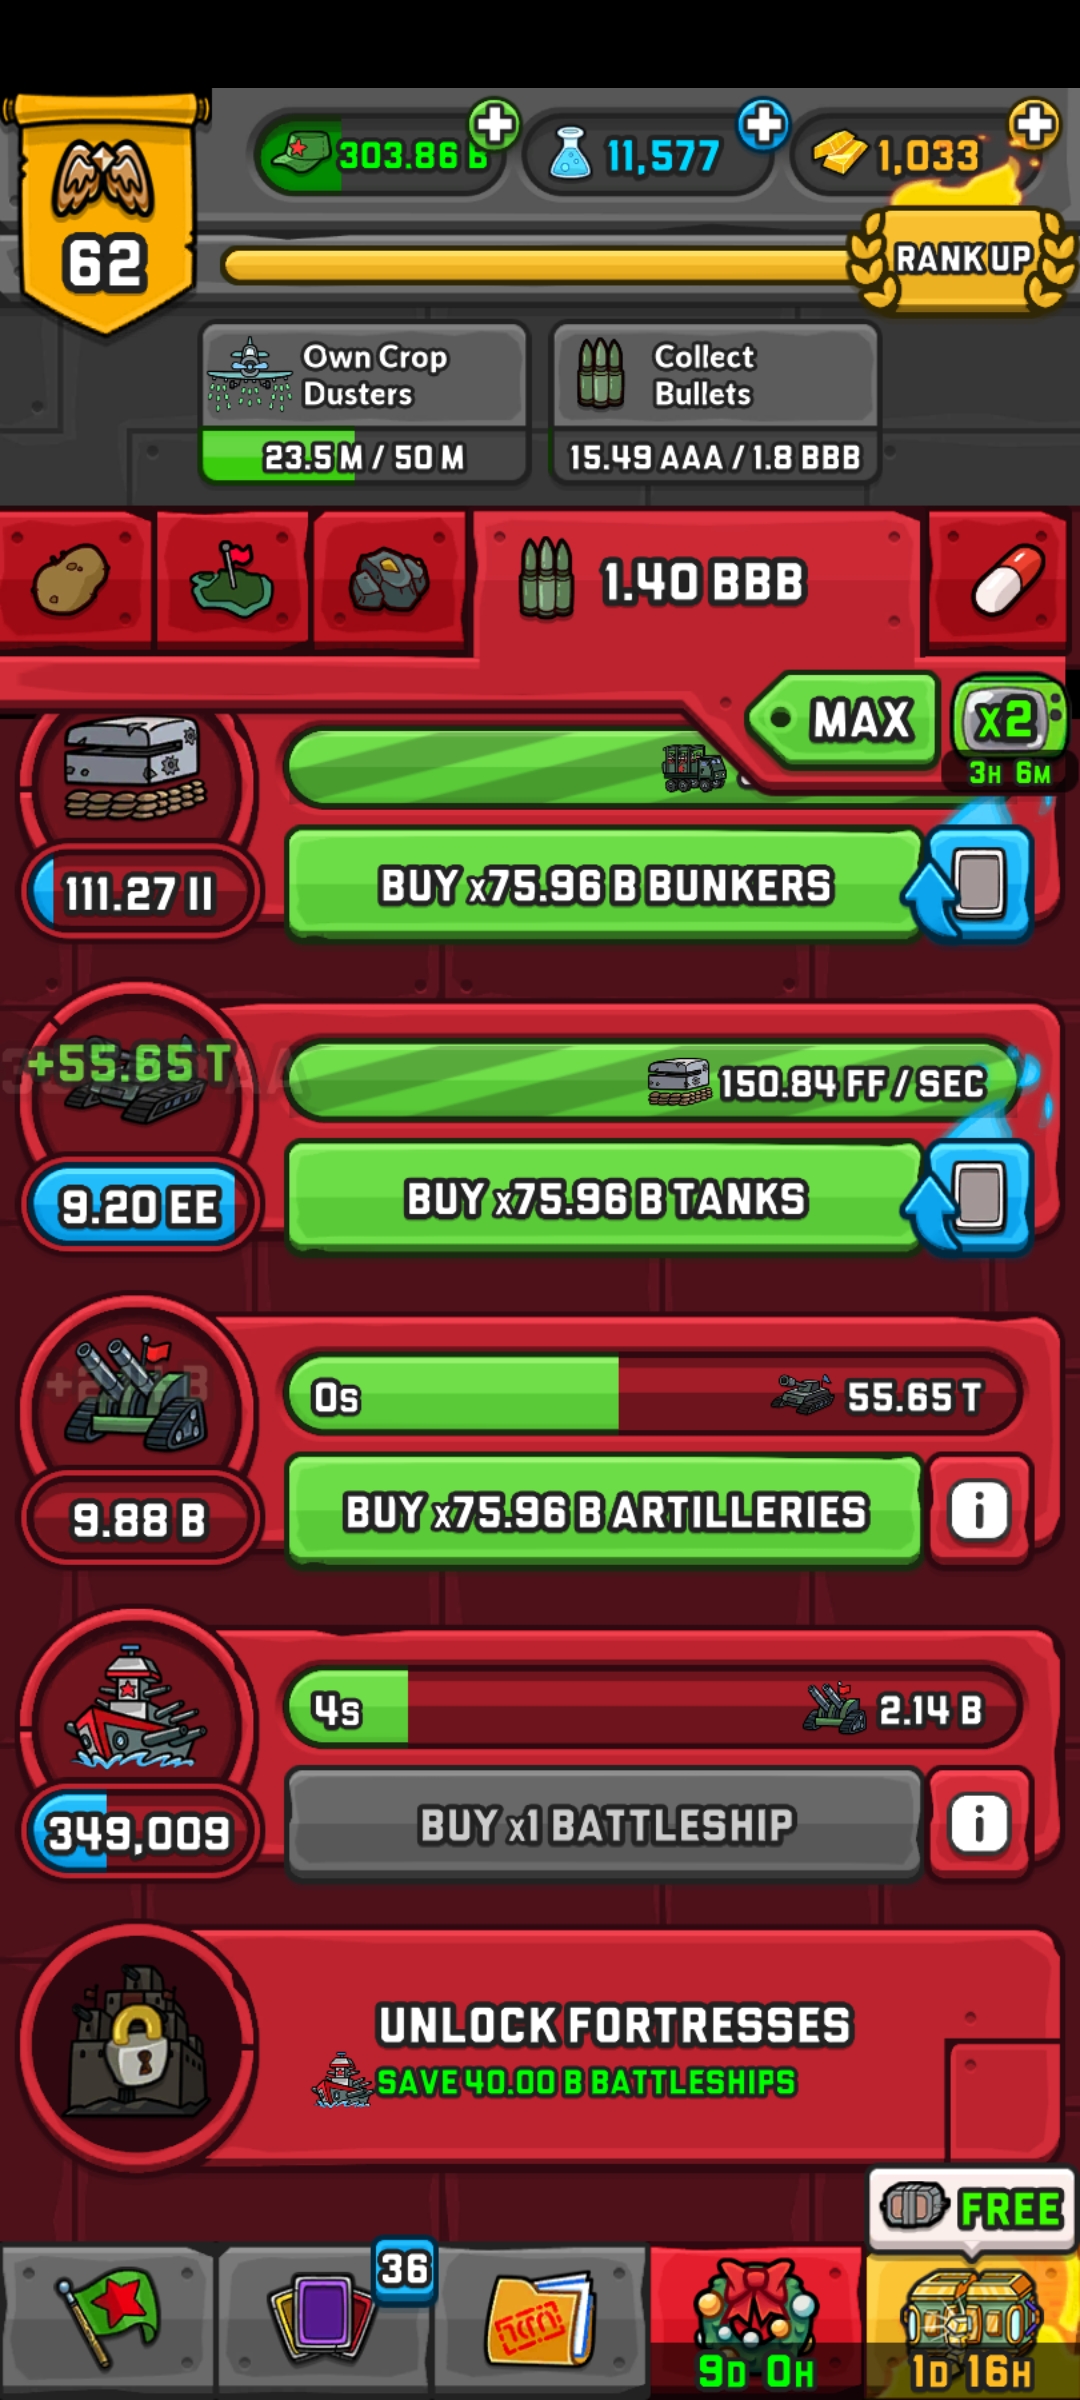 303.86 B
11,577
1,033
62
RANK UP
Own Crop
Dusters
23.5 M / 50 M
Collect
Bullets
15.49 AAA / 1.8 BBB
1.40 BBB
MAX
x2
3H 6M
111.27 II
BUY x75.96 B BUNKERS
+55.65 T
150.84 FF / SEC
9.20 EE
BUY x75.96 B TANKS
0s
55.65 T
9.88 B
BUY x75.96 B ARTILLERIES
i
4s
2.14 B
349,009
BUY x1 BATTLESHIP
i
UNLOCK FORTRESSES
SAVE 40.00 B BATTLESHIPS
FREE
36
9D 0H
1D 16H